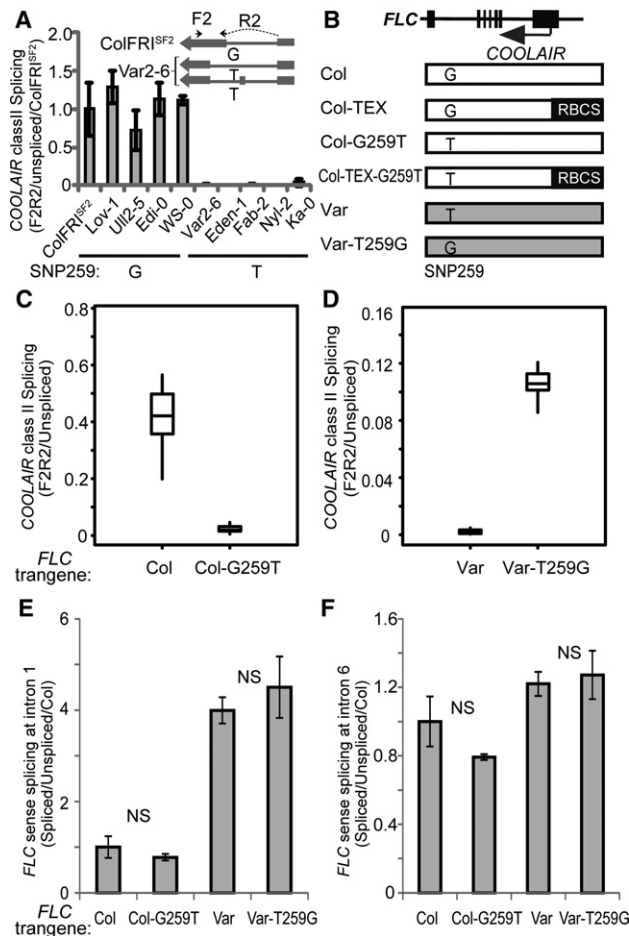 A
F2 R2
ColFRISF2
G
Var2-6
T
T
COOLAIR classII Splicing
(F2R2/unspliced/ColFRISF2)
2.0
1.5
1.0
0.5
0
ColFRISF2
Lov-1
Ull2-5
Edi-0
WS-0
Var2-6
Eden-1
Fab-2
Nyl-2
Ka-0
SNP259: G T
B
FLC
COOLAIR
Col G
Col-TEX G RBCS
Col-G259T T
Col-TEX-G259T T RBCS
Var T
Var-T259G G
SNP259
C
COOLAIR class II Splicing
(F2R2/Unspliced)
0.8
0.6
0.4
0.2
0
FLC
trangene: Col Col-G259T
D
COOLAIR class II Splicing
(F2R2/Unspliced)
0.16
0.12
0.08
0.04
0
Var Var-T259G
E
FLC sense splicing at intron 1
(Spliced/Unspliced/Col)
6
4
2
0
NS
NS
FLC
trangene: Col Col-G259T Var Var-T259G
F
FLC sense splicing at intron 6
(Spliced/Unspliced/Col)
1.6
1.2
0.8
0.4
0
NS
NS
Col Col-G259T Var Var-T259G